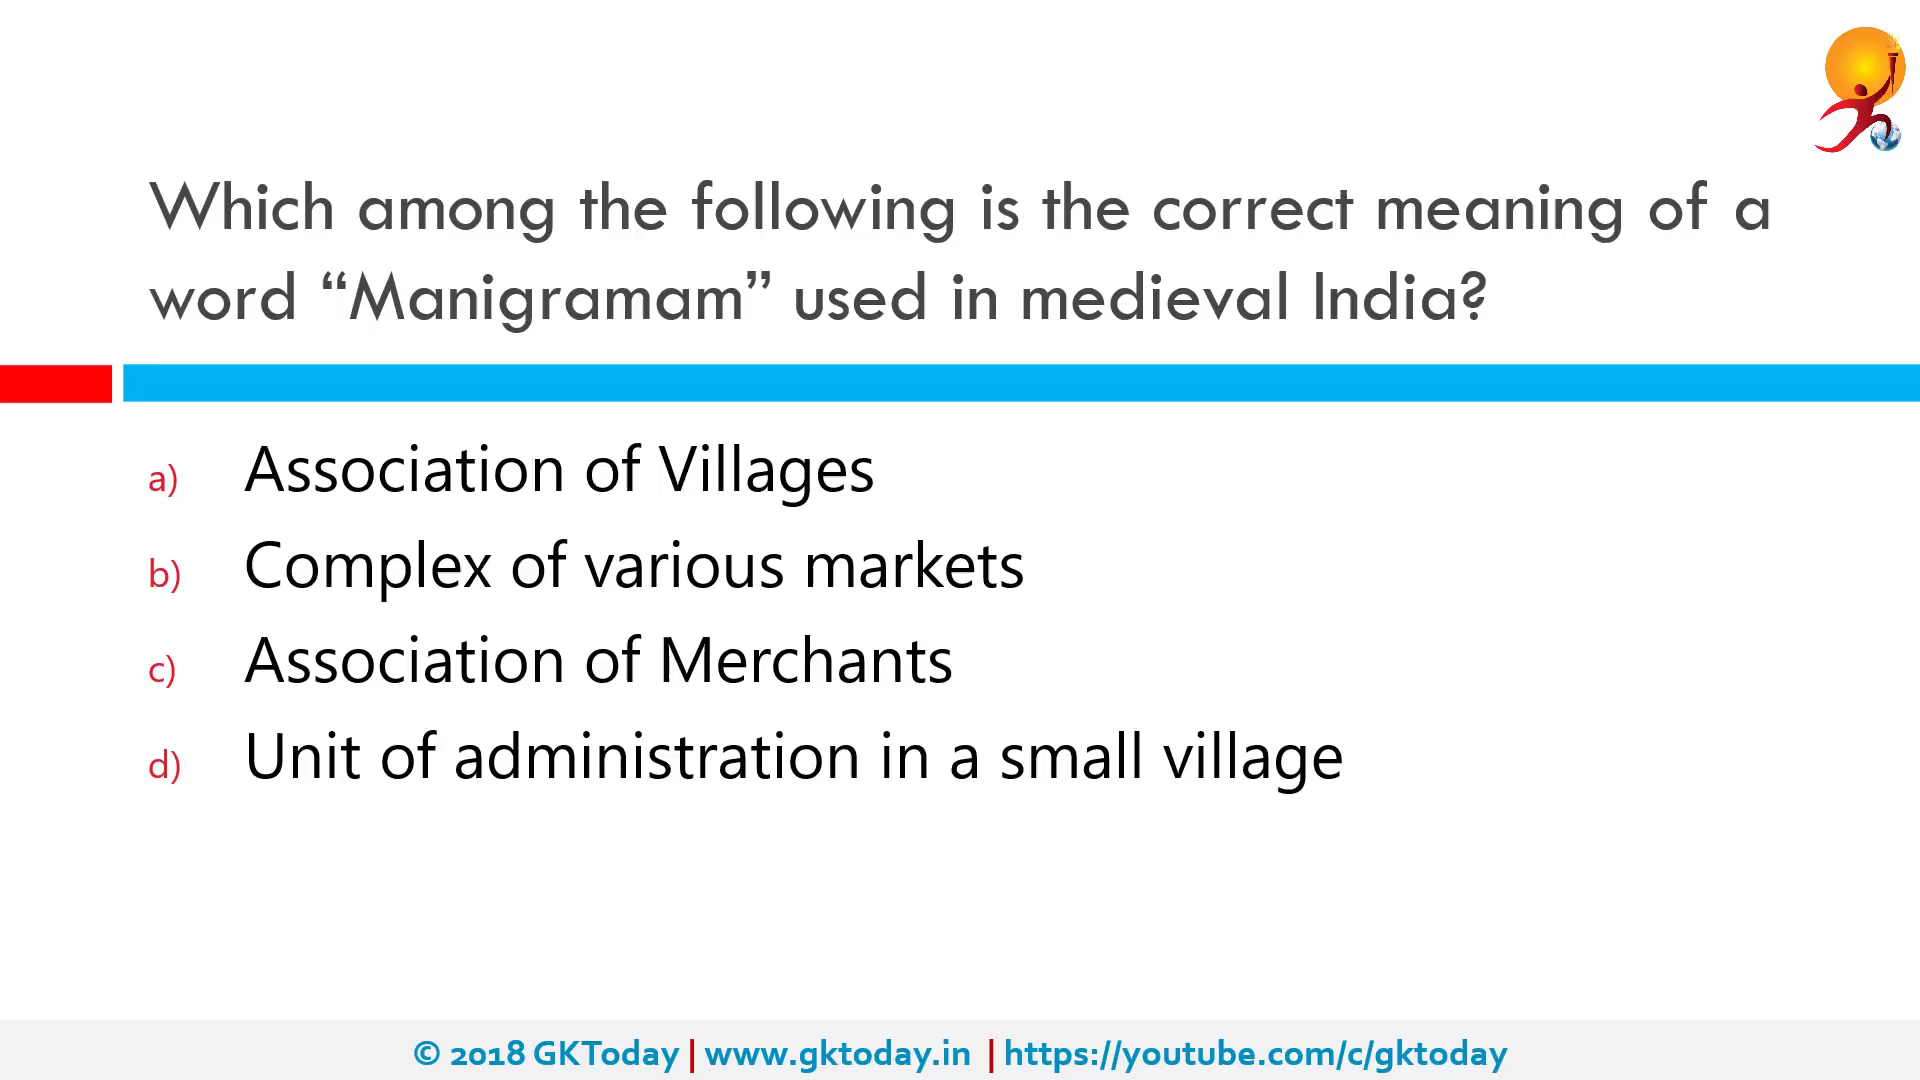 Which among the following is the correct meaning of a
word “Manigramam” used in medieval India?
a) Association of Villages
b) Complex of various markets
c) Association of Merchants
d) Unit of administration in a small village
© 2018 GKToday | www.gktoday.in | https://youtube.com/c/gktoday